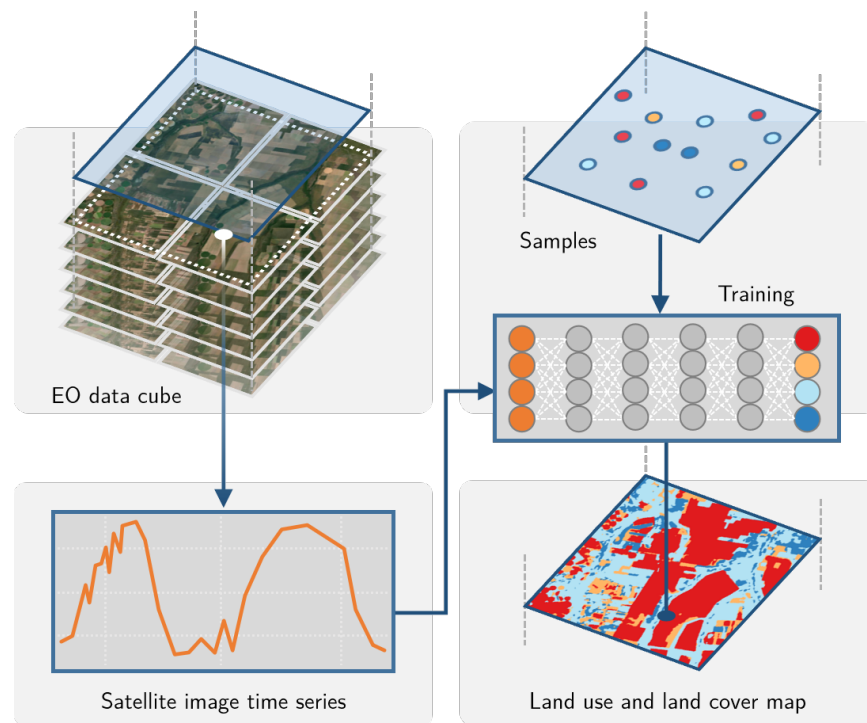 Samples
Training
EO data cube
Satellite image time series
Land use and land cover map